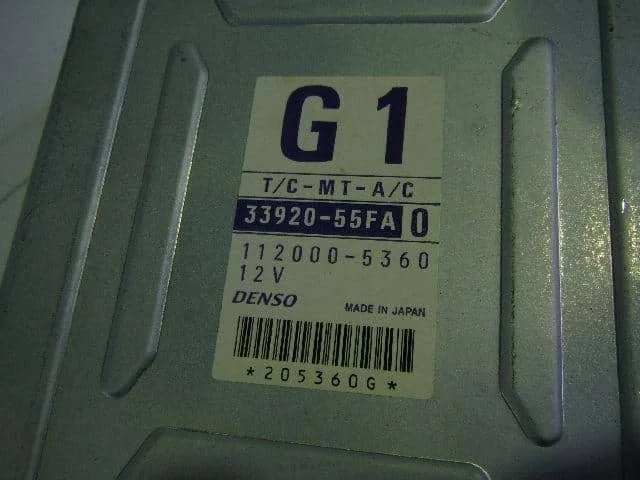 G1
T/C-MT-A/C
33920-55FA 0
112000-5360
12V
DENSO MADE IN JAPAN
*205360G*